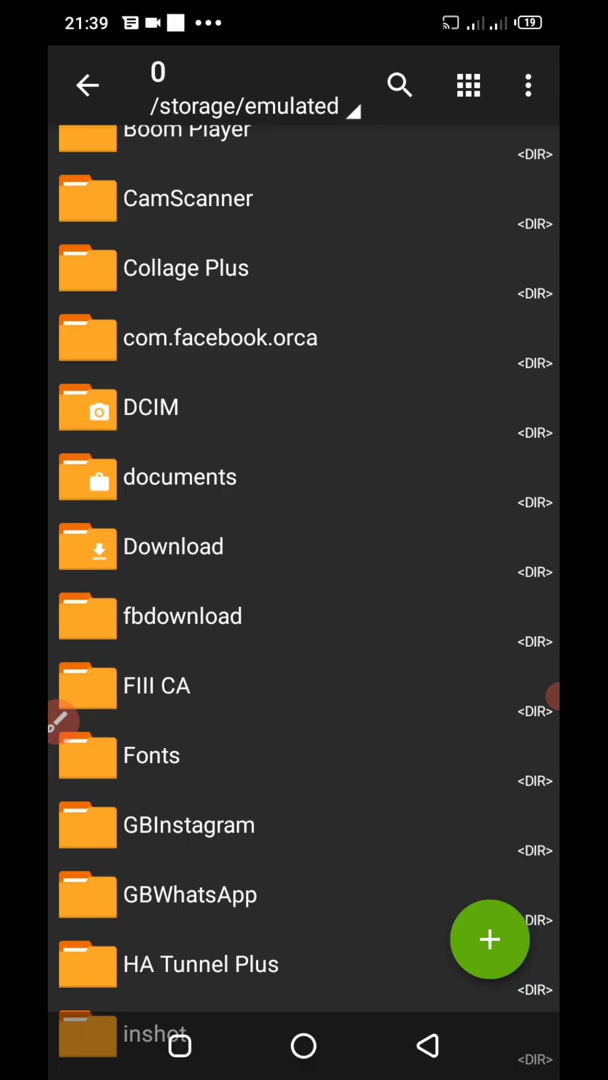 21:39
19
0
/storage/emulated
Boom Player
<DIR>
CamScanner
<DIR>
Collage Plus
<DIR>
com.facebook.orca
<DIR>
DCIM
<DIR>
documents
<DIR>
Download
<DIR>
fbdownload
<DIR>
FIII CA
<DIR>
Fonts
<DIR>
GBInstagram
<DIR>
GBWhatsApp
DIR>
HA Tunnel Plus
<DIR>
inshot
<DIR>